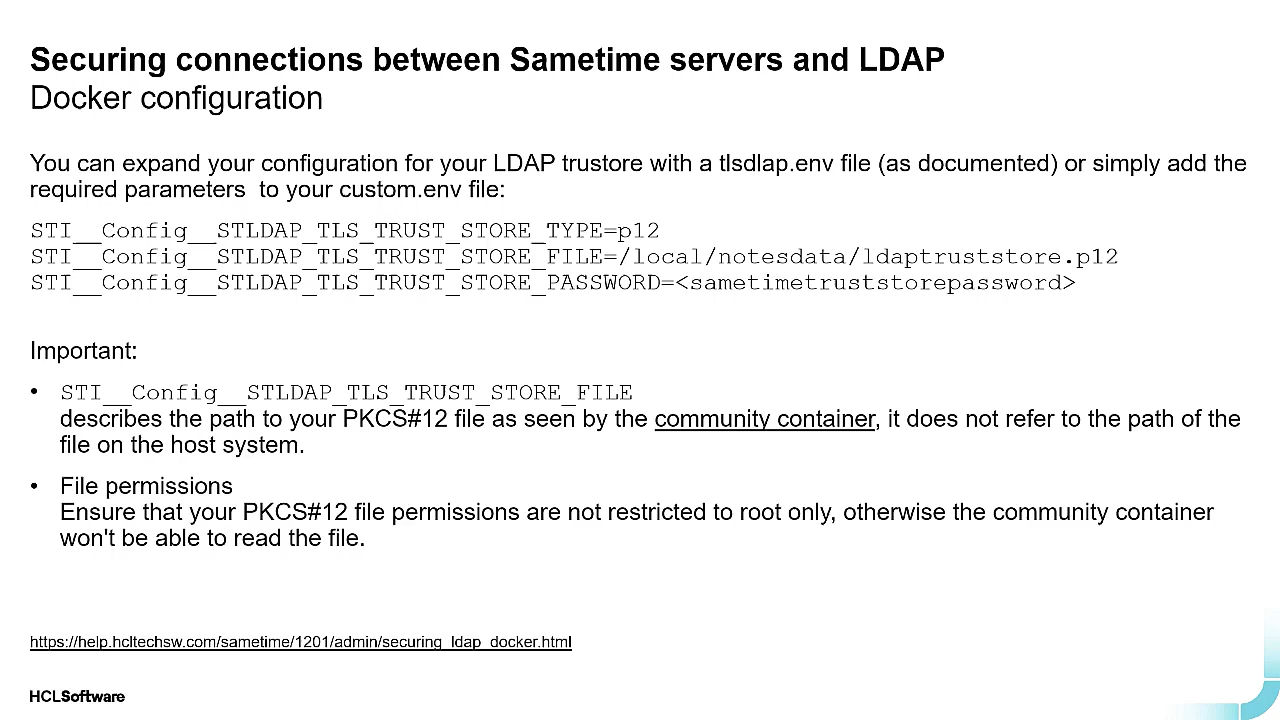 Securing connections between Sametime servers and LDAP
Docker configuration
You can expand your configuration for your LDAP trustore with a tlsdlap.env file (as documented) or simply add the
required parameters  to your custom.env file:
STI__Config__STLDAP_TLS_TRUST_STORE_TYPE=p12
STI__Config__STLDAP_TLS_TRUST_STORE_FILE=/local/notesdata/ldaptruststore.p12
STI__Config__STLDAP_TLS_TRUST_STORE_PASSWORD=<sametimetruststorepassword>
Important:
• STI__Config__STLDAP_TLS_TRUST_STORE_FILE
describes the path to your PKCS#12 file as seen by the community container, it does not refer to the path of the
file on the host system.
• File permissions
Ensure that your PKCS#12 file permissions are not restricted to root only, otherwise the community container
won't be able to read the file.
https://help.hcltechsw.com/sametime/1201/admin/securing_ldap_docker.html
HCLSoftware